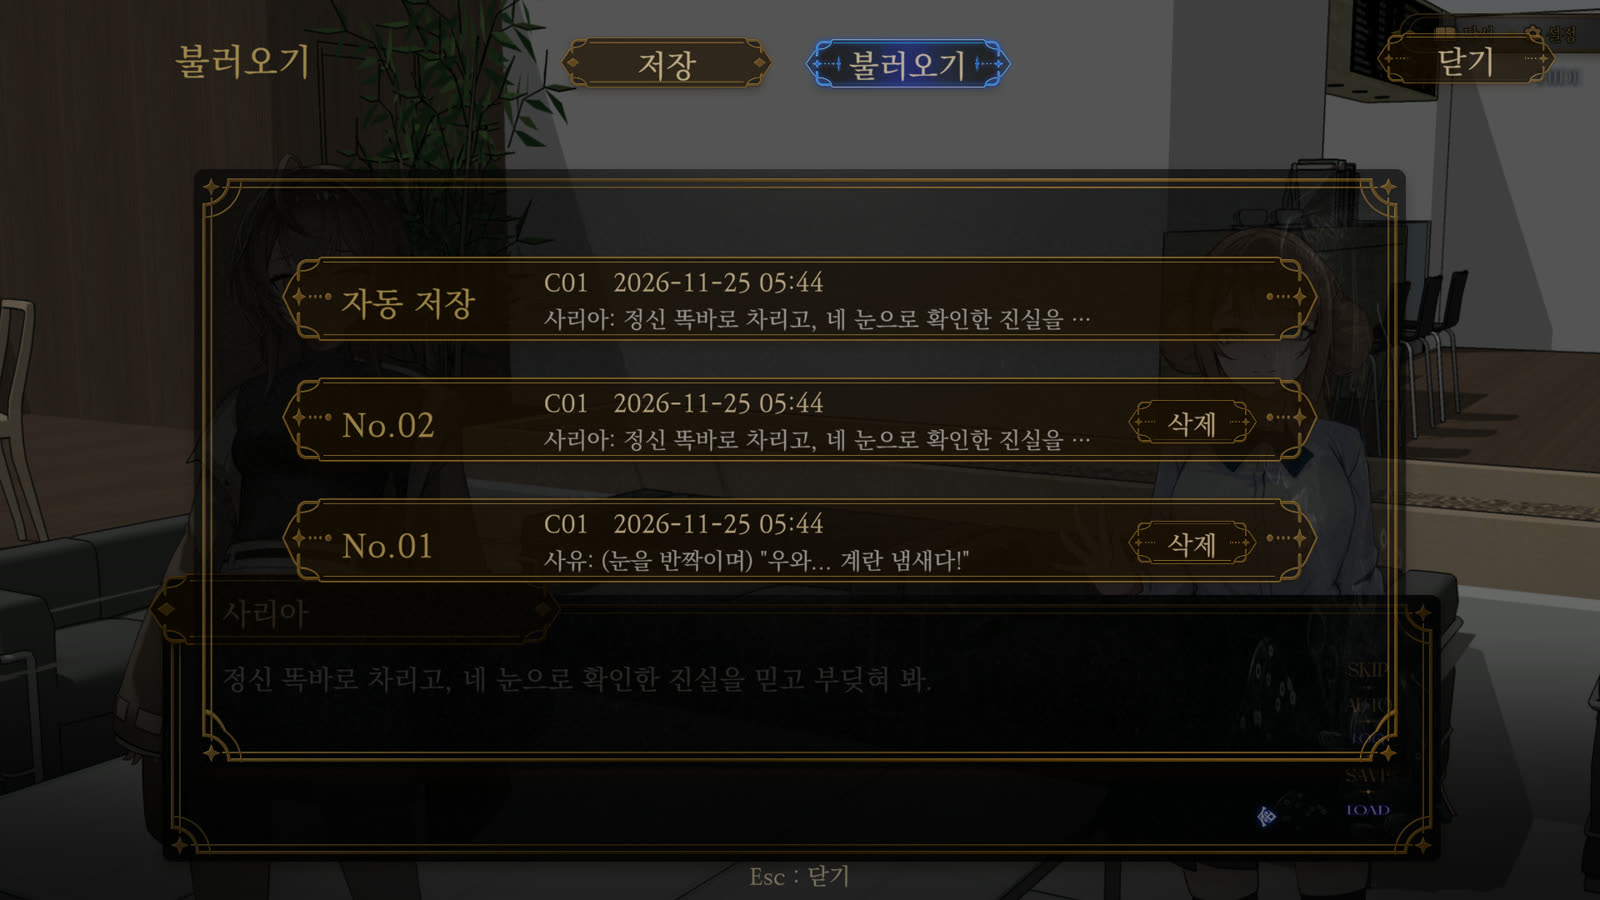 불러오기
저장
불러오기
닫기
설정
자동 저장
C01 2026-11-25 05:44
사리아: 정신 똑바로 차리고, 네 눈으로 확인한 진실을 …
No.02
C01 2026-11-25 05:44
사리아: 정신 똑바로 차리고, 네 눈으로 확인한 진실을 …
삭제
No.01
C01 2026-11-25 05:44
사유: (눈을 반짝이며) "우와... 계란 냄새다!"
삭제
사리아
정신 똑바로 차리고, 네 눈으로 확인한 진실을 믿고 부딪혀 봐.
SKIP
AUTO
LOG
SAVE
LOAD
Esc : 닫기